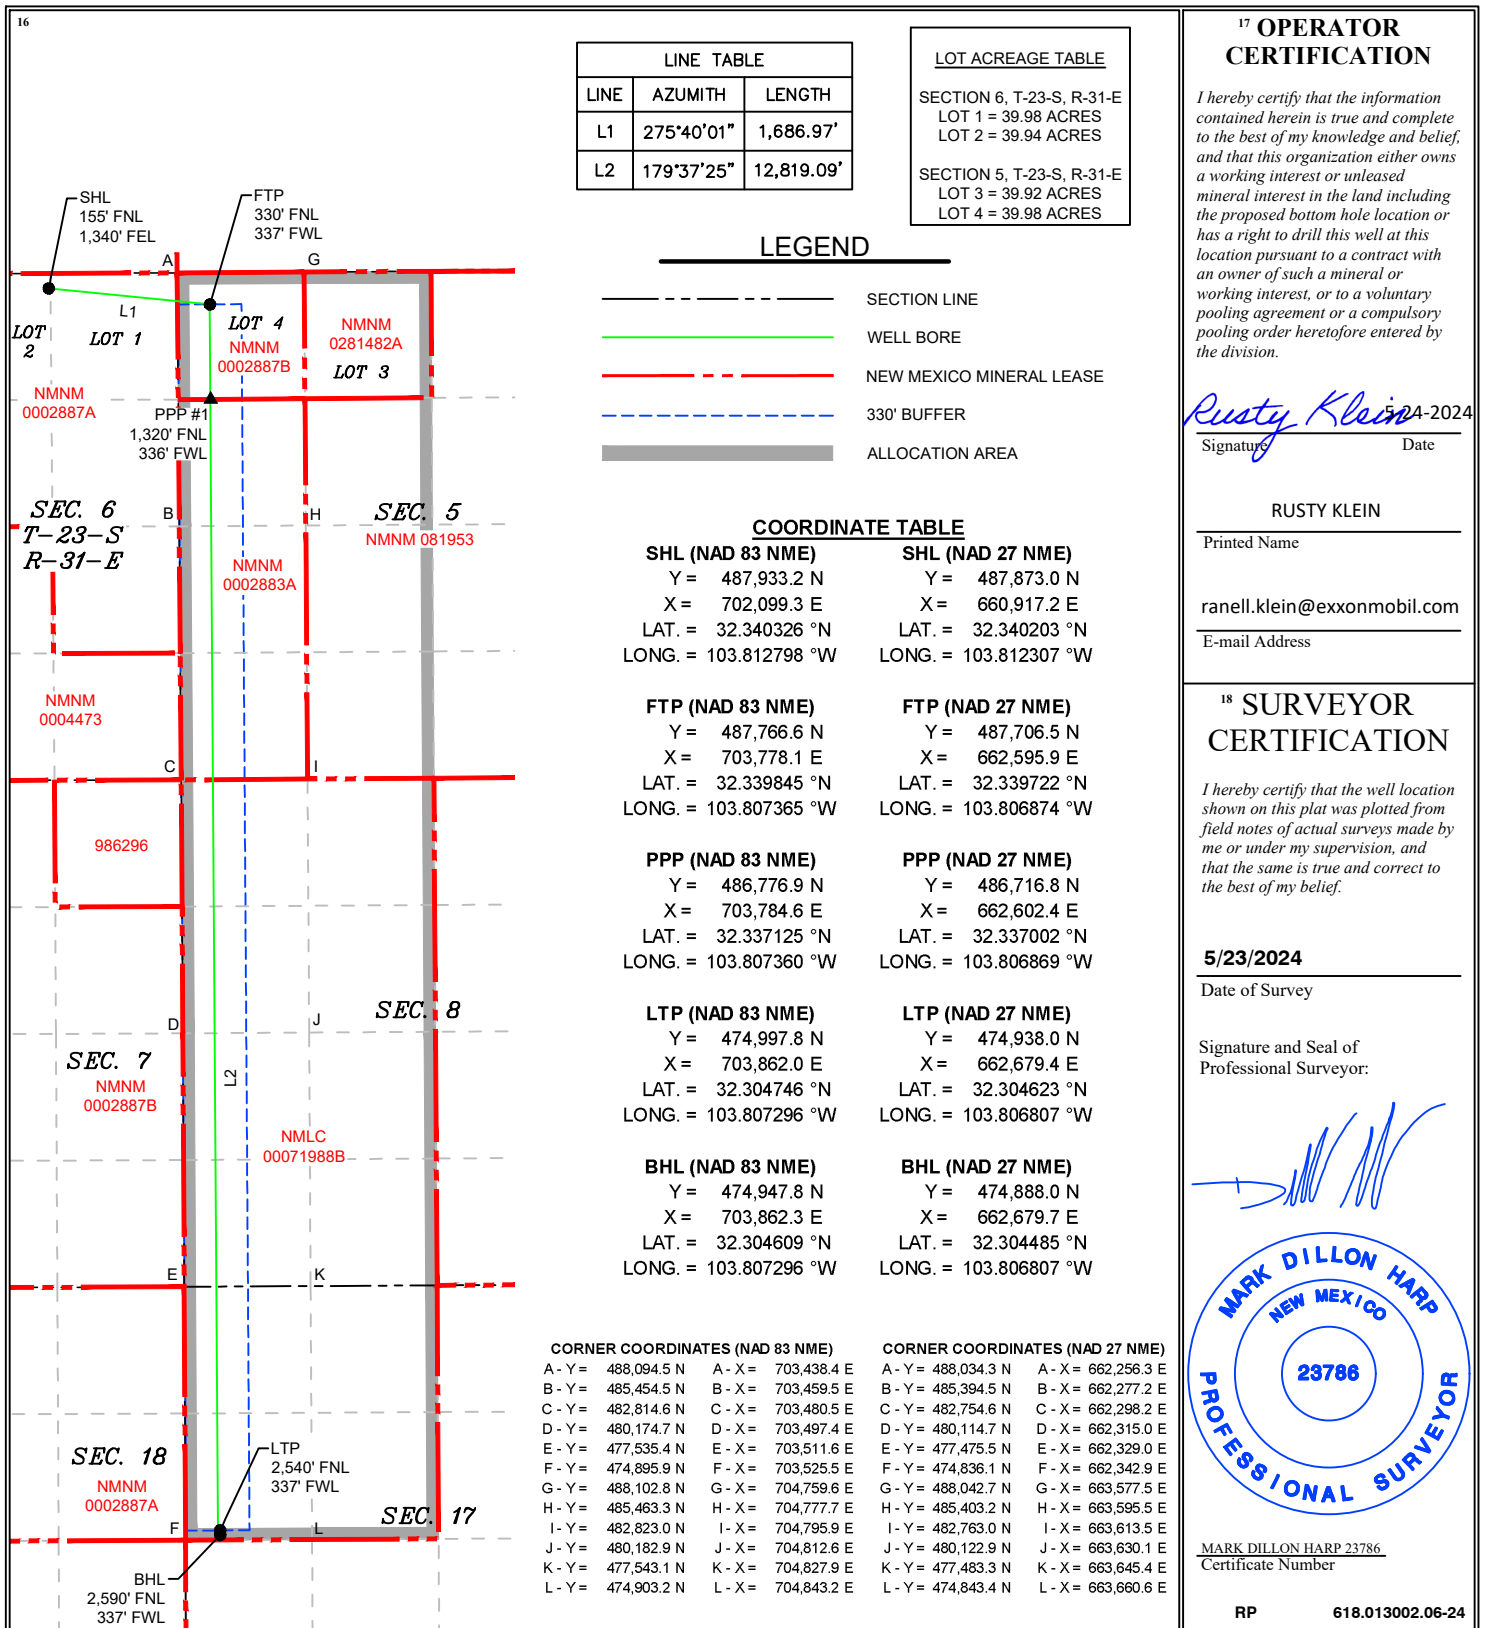 16
LINE TABLE
LINE AZUMITH LENGTH
L1 275°40'01" 1,686.97'
L2 179°37'25" 12,819.09'
LOT ACREAGE TABLE
SECTION 6, T-23-S, R-31-E
LOT 1 = 39.98 ACRES
LOT 2 = 39.94 ACRES
SECTION 5, T-23-S, R-31-E
LOT 3 = 39.92 ACRES
LOT 4 = 39.98 ACRES
SHL
155' FNL
1,340' FEL
FTP
330' FNL
337' FWL
A
G
L1
LOT 2
LOT 1
LOT 4
NMNM 0002887B
NMNM 0281482A
LOT 3
NMNM 0002887A
PPP #1
1,320' FNL
336' FWL
SEC. 6
T-23-S
R-31-E
B
H
SEC. 5
NMNM 081953
NMNM 0002883A
NMNM 0004473
C
I
986296
D
J
SEC. 8
SEC. 7
NMNM 0002887B
L2
NMLC 00071988B
E
K
SEC. 18
NMNM 0002887A
LTP
2,540' FNL
337' FWL
SEC. 17
F
L
BHL
2,590' FNL
337' FWL
LEGEND
SECTION LINE
WELL BORE
NEW MEXICO MINERAL LEASE
330' BUFFER
ALLOCATION AREA
COORDINATE TABLE
SHL (NAD 83 NME) SHL (NAD 27 NME)
Y = 487,933.2 N Y = 487,873.0 N
X = 702,099.3 E X = 660,917.2 E
LAT. = 32.340326 °N LAT. = 32.340203 °N
LONG. = 103.812798 °W LONG. = 103.812307 °W
FTP (NAD 83 NME) FTP (NAD 27 NME)
Y = 487,766.6 N Y = 487,706.5 N
X = 703,778.1 E X = 662,595.9 E
LAT. = 32.339845 °N LAT. = 32.339722 °N
LONG. = 103.807365 °W LONG. = 103.806874 °W
PPP (NAD 83 NME) PPP (NAD 27 NME)
Y = 486,776.9 N Y = 486,716.8 N
X = 703,784.6 E X = 662,602.4 E
LAT. = 32.337125 °N LAT. = 32.337002 °N
LONG. = 103.807360 °W LONG. = 103.806869 °W
LTP (NAD 83 NME) LTP (NAD 27 NME)
Y = 474,997.8 N Y = 474,938.0 N
X = 703,862.0 E X = 662,679.4 E
LAT. = 32.304746 °N LAT. = 32.304623 °N
LONG. = 103.807296 °W LONG. = 103.806807 °W
BHL (NAD 83 NME) BHL (NAD 27 NME)
Y = 474,947.8 N Y = 474,888.0 N
X = 703,862.3 E X = 662,679.7 E
LAT. = 32.304609 °N LAT. = 32.304485 °N
LONG. = 103.807296 °W LONG. = 103.806807 °W
CORNER COORDINATES (NAD 83 NME) CORNER COORDINATES (NAD 27 NME)
A - Y = 488,094.5 N A - X = 703,438.4 E A - Y = 488,034.3 N A - X = 662,256.3 E
B - Y = 485,454.5 N B - X = 703,459.5 E B - Y = 485,394.5 N B - X = 662,277.2 E
C - Y = 482,814.6 N C - X = 703,480.5 E C - Y = 482,754.6 N C - X = 662,298.2 E
D - Y = 480,174.7 N D - X = 703,497.4 E D - Y = 480,114.7 N D - X = 662,315.0 E
E - Y = 477,535.4 N E - X = 703,511.6 E E - Y = 477,475.5 N E - X = 662,329.0 E
F - Y = 474,895.9 N F - X = 703,525.5 E F - Y = 474,836.1 N F - X = 662,342.9 E
G - Y = 488,102.8 N G - X = 704,759.6 E G - Y = 488,042.7 N G - X = 663,577.5 E
H - Y = 485,463.3 N H - X = 704,777.7 E H - Y = 485,403.2 N H - X = 663,595.5 E
I - Y = 482,823.0 N I - X = 704,795.9 E I - Y = 482,763.0 N I - X = 663,613.5 E
J - Y = 480,182.9 N J - X = 704,812.6 E J - Y = 480,122.9 N J - X = 663,630.1 E
K - Y = 477,543.1 N K - X = 704,827.9 E K - Y = 477,483.3 N K - X = 663,645.4 E
L - Y = 474,903.2 N L - X = 704,843.2 E L - Y = 474,843.4 N L - X = 663,660.6 E
17 OPERATOR
CERTIFICATION
I hereby certify that the information
contained herein is true and complete
to the best of my knowledge and belief,
and that this organization either owns
a working interest or unleased
mineral interest in the land including
the proposed bottom hole location or
has a right to drill this well at this
location pursuant to a contract with
an owner of such a mineral or
working interest, or to a voluntary
pooling agreement or a compulsory
pooling order heretofore entered by
the division.
Rusty Klein 5-24-2024
Signature Date
RUSTY KLEIN
Printed Name
ranell.klein@exxonmobil.com
E-mail Address
18 SURVEYOR
CERTIFICATION
I hereby certify that the well location
shown on this plat was plotted from
field notes of actual surveys made by
me or under my supervision, and
that the same is true and correct to
the best of my belief.
5/23/2024
Date of Survey
Signature and Seal of
Professional Surveyor:
MARK DILLON HARP
NEW MEXICO
23786
PROFESSIONAL SURVEYOR
MARK DILLON HARP 23786
Certificate Number
RP 618.013002.06-24